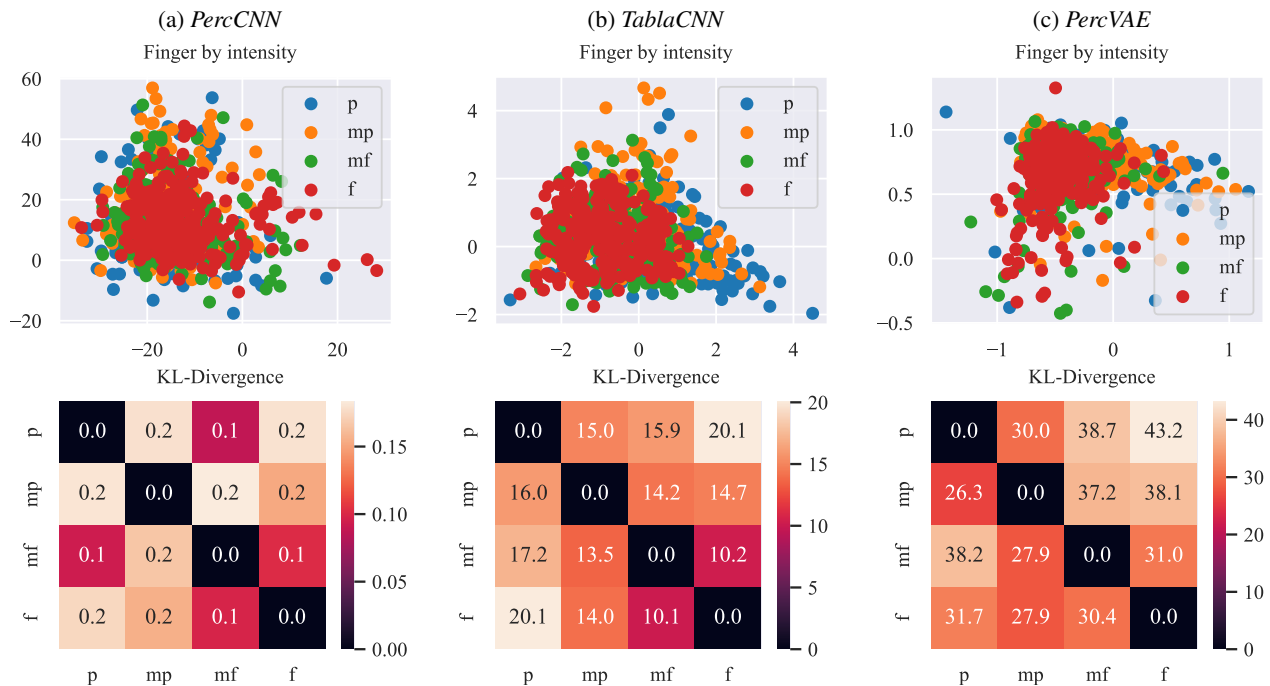 (a) PercCNN
Finger by intensity
60
40
20
0
−20
−20
0
20
p
mp
mf
f
KL-Divergence
p
0.0
0.2
0.1
0.2
mp
0.2
0.0
0.2
0.2
mf
0.1
0.2
0.0
0.1
f
0.2
0.2
0.1
0.0
p
mp
mf
f
0.15
0.10
0.05
0.00
(b) TablaCNN
Finger by intensity
4
2
0
−2
−2
0
2
4
p
mp
mf
f
KL-Divergence
0.0
15.0
15.9
20.1
16.0
0.0
14.2
14.7
17.2
13.5
0.0
10.2
20.1
14.0
10.1
0.0
p
mp
mf
f
p
mp
mf
f
20
15
10
5
0
(c) PercVAE
Finger by intensity
1.0
0.5
0.0
−0.5
−1
0
1
p
mp
mf
f
KL-Divergence
0.0
30.0
38.7
43.2
26.3
0.0
37.2
38.1
38.2
27.9
0.0
31.0
31.7
27.9
30.4
0.0
p
mp
mf
f
p
mp
mf
f
40
30
20
10
0